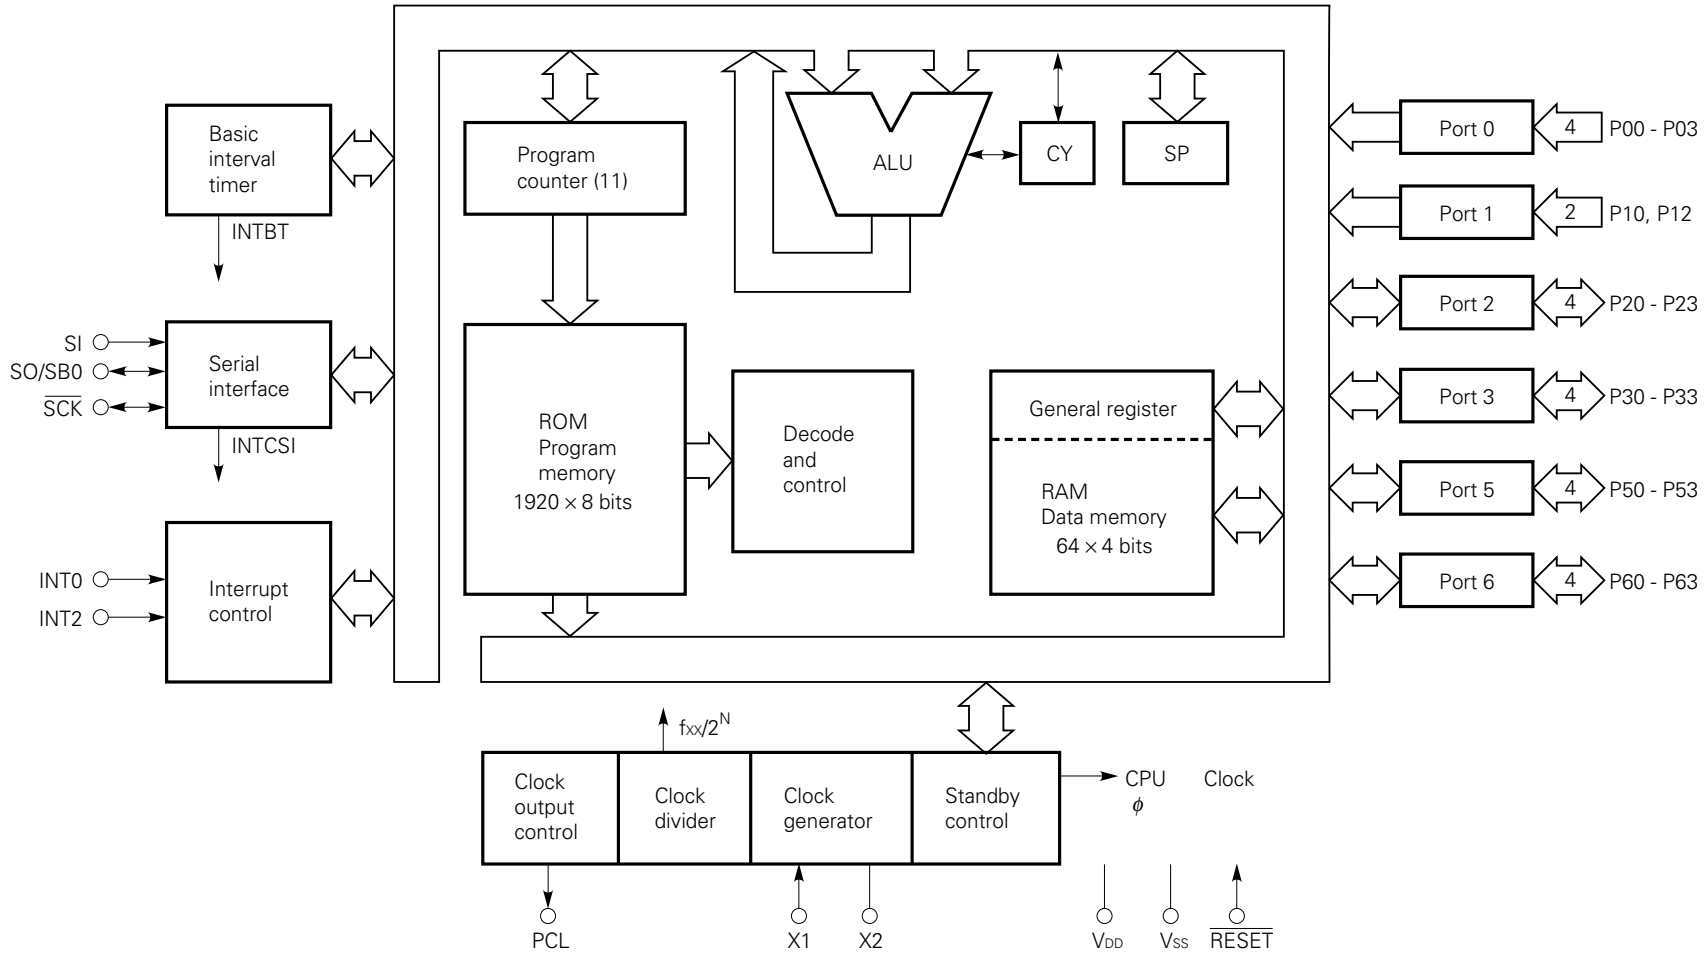 Basic
interval
timer
INTBT
SI
SO/SB0
SCK
Serial
interface
INTCSI
INT0
INT2
Interrupt
control
Program
counter (11)
ALU
CY
SP
ROM
Program
memory
1920 × 8 bits
Decode
and
control
General register
RAM
Data memory
64 × 4 bits
Port 0
4
P00 - P03
Port 1
2
P10, P12
Port 2
4
P20 - P23
Port 3
4
P30 - P33
Port 5
4
P50 - P53
Port 6
4
P60 - P63
fxx/2^N
Clock
output
control
Clock
divider
Clock
generator
Standby
control
CPU Clock
ϕ
PCL
X1
X2
VDD
VSS
RESET